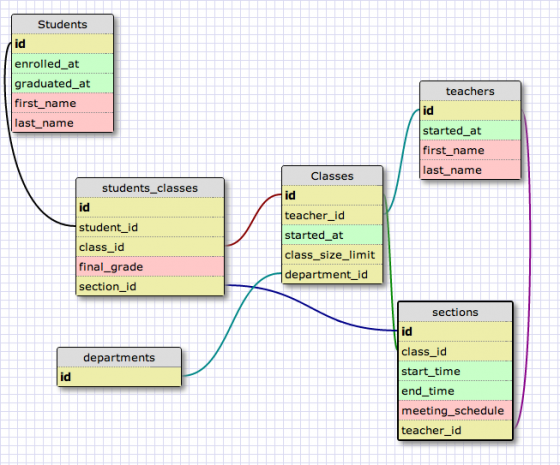 Students
id
enrolled_at
graduated_at
first_name
last_name
teachers
id
started_at
first_name
last_name
students_classes
id
student_id
class_id
final_grade
section_id
Classes
id
teacher_id
started_at
class_size_limit
department_id
departments
id
sections
id
class_id
start_time
end_time
meeting_schedule
teacher_id